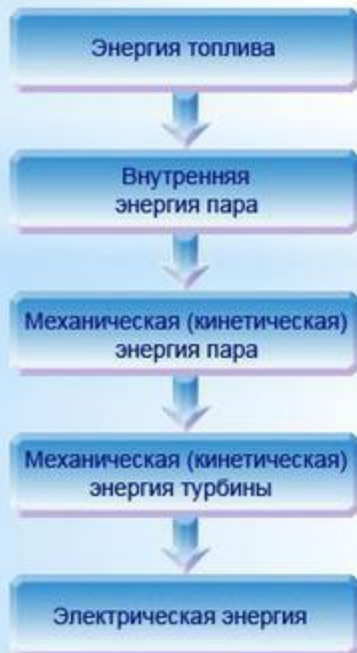 Энергия топлива
Внутренняя
энергия пара
Механическая (кинетическая)
энергия пара
Механическая (кинетическая)
энергия турбины
Электрическая энергия